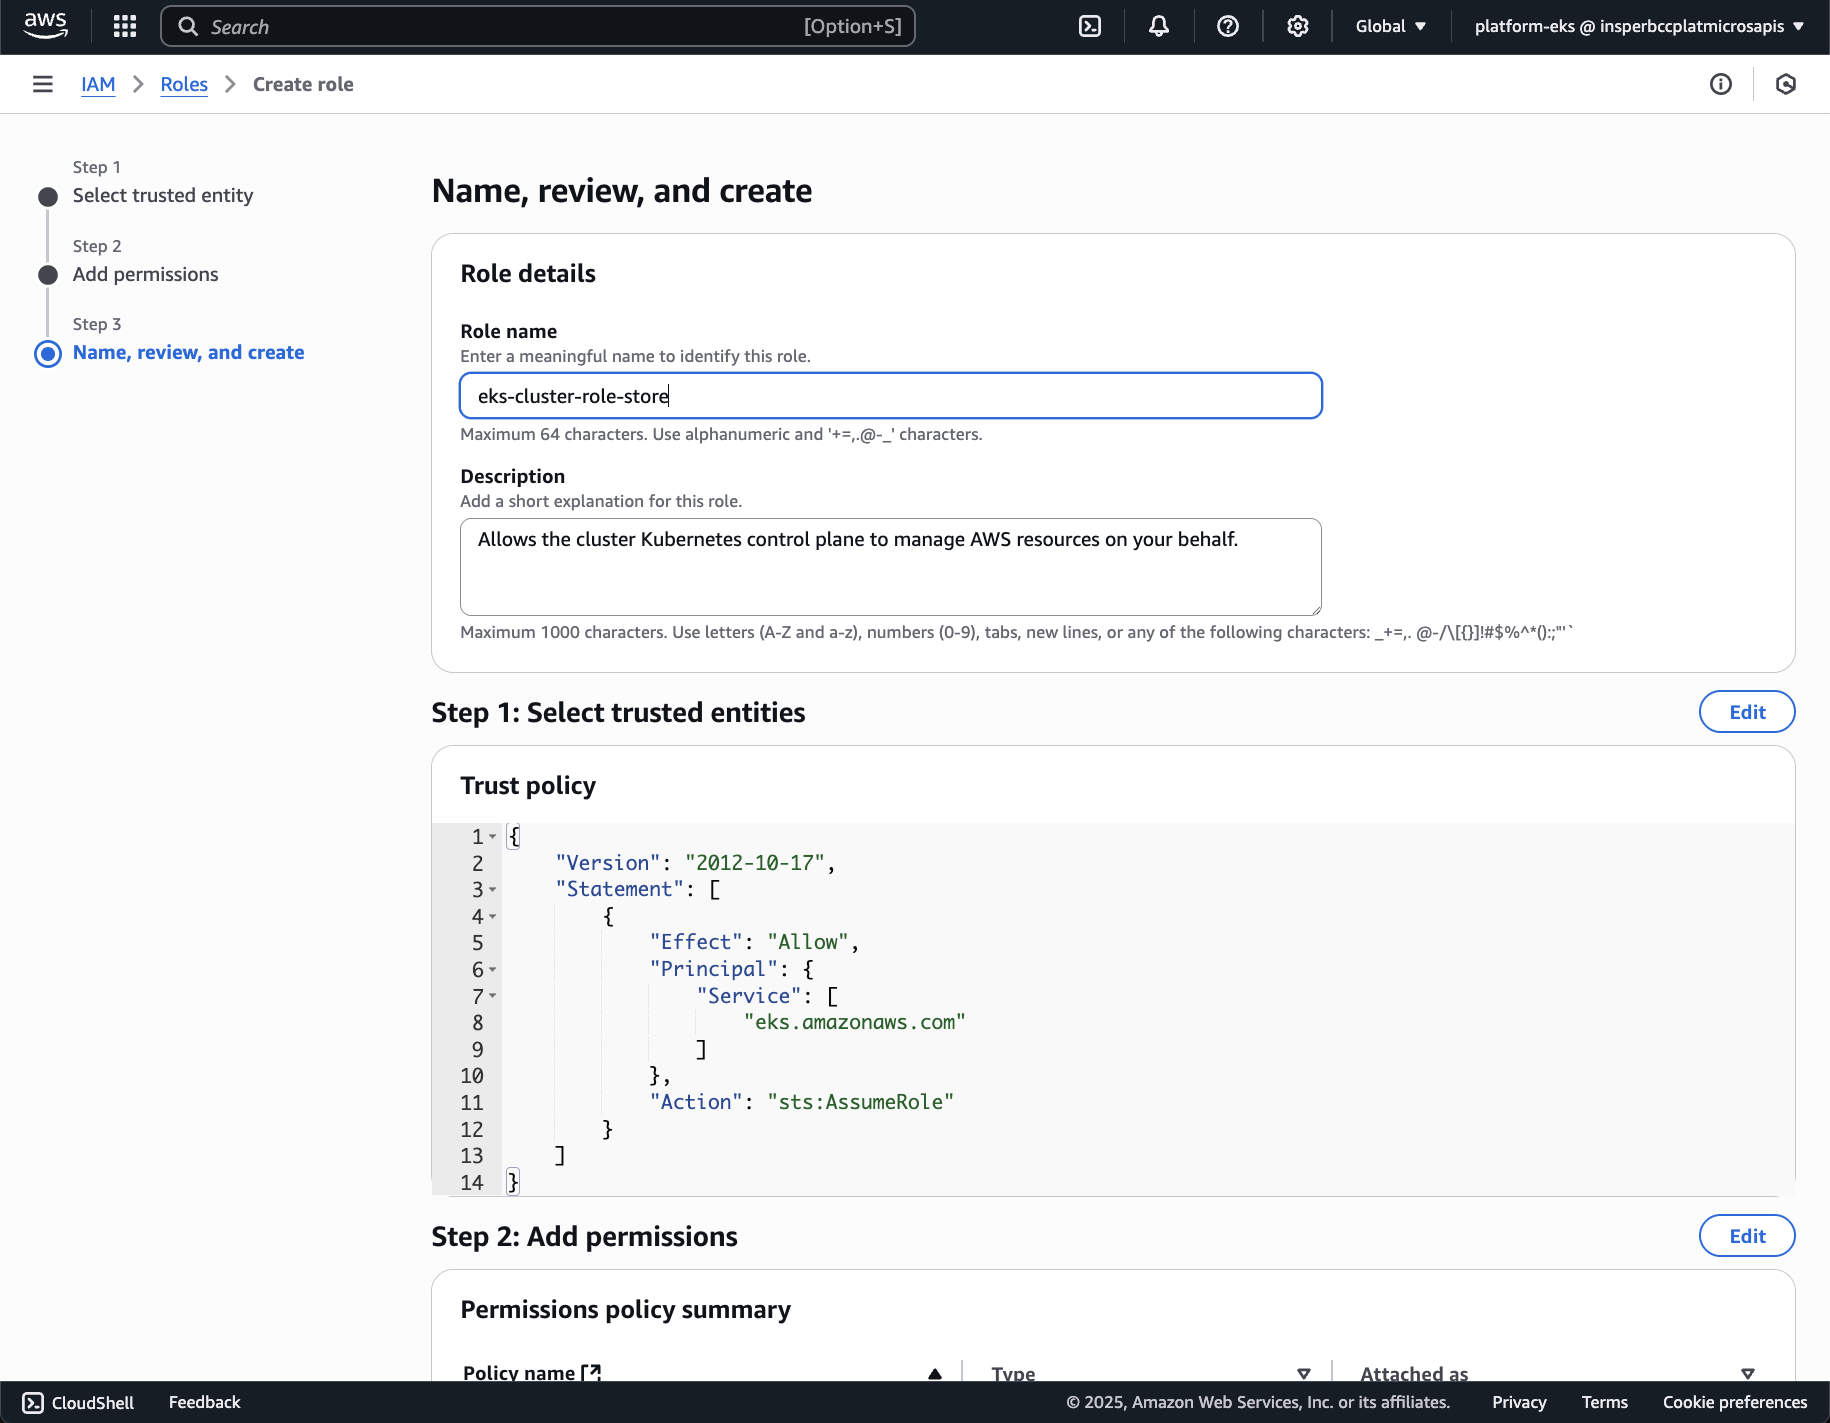 aws
Search [Option+S]
Global platform-eks @ insperbccplatmicrosapis
IAM Roles Create role
Step 1
Select trusted entity
Step 2
Add permissions
Step 3
Name, review, and create
Name, review, and create
Role details
Role name
Enter a meaningful name to identify this role.
eks-cluster-role-store
Maximum 64 characters. Use alphanumeric and '+=,.@-_' characters.
Description
Add a short explanation for this role.
Allows the cluster Kubernetes control plane to manage AWS resources on your behalf.
Maximum 1000 characters. Use letters (A-Z and a-z), numbers (0-9), tabs, new lines, or any of the following characters: _+=,. @-/\[{}]!#$%^*();:"'`
Step 1: Select trusted entities
Edit
Trust policy
1 {
2 "Version": "2012-10-17",
3 "Statement": [
4 {
5 "Effect": "Allow",
6 "Principal": {
7 "Service": [
8 "eks.amazonaws.com"
9 ]
10 },
11 "Action": "sts:AssumeRole"
12 }
13 ]
14 }
Step 2: Add permissions
Edit
Permissions policy summary
Policy name Type Attached as
CloudShell Feedback © 2025, Amazon Web Services, Inc. or its affiliates. Privacy Terms Cookie preferences